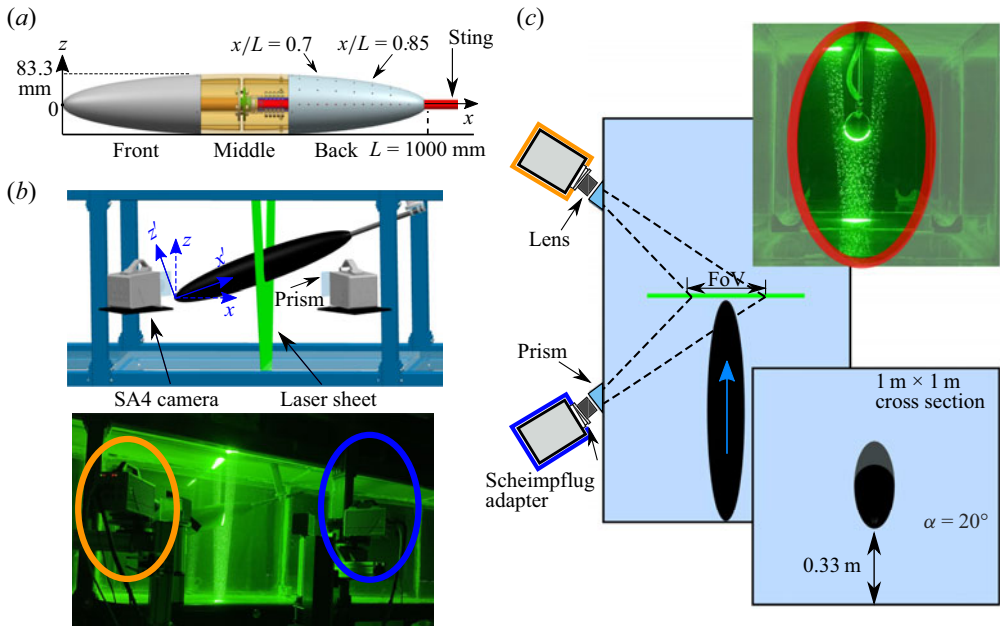 (a)
z
83.3
mm
0
x/L = 0.7
x/L = 0.85
Sting
x
Front
Middle
Back
L = 1000 mm
(b)
z′
z
x′
x
Prism
SA4 camera
Laser sheet
(c)
Lens
FoV
Prism
Scheimpflug
adapter
1 m × 1 m
cross section
α = 20°
0.33 m